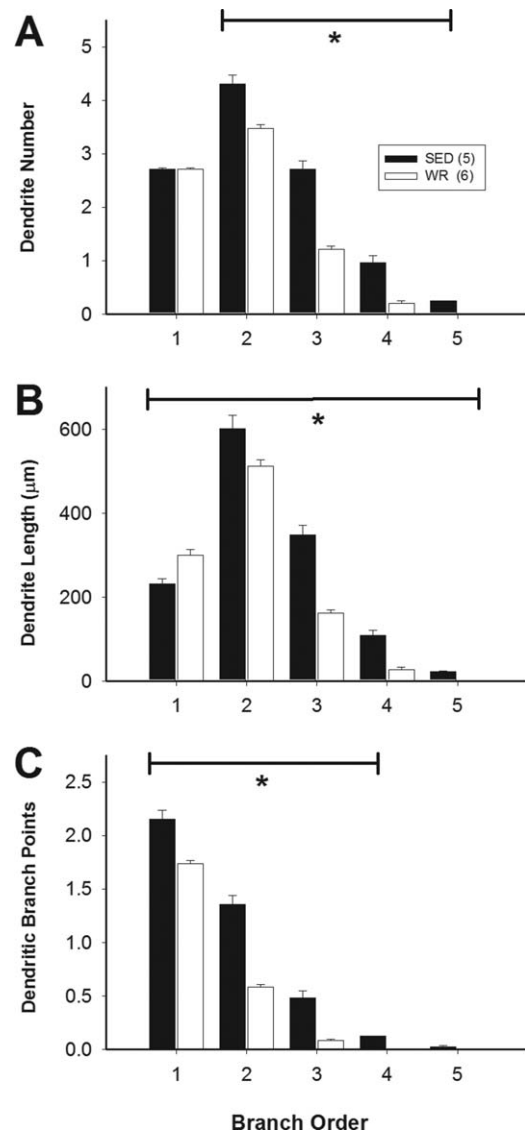 A
*
5
4
3
2
1
0
Dendrite Number
SED (5)
WR (6)
1 2 3 4 5
B
*
600
400
200
0
Dendrite Length (μm)
1 2 3 4 5
C
*
2.5
2.0
1.5
1.0
0.5
0.0
Dendritic Branch Points
1 2 3 4 5
Branch Order